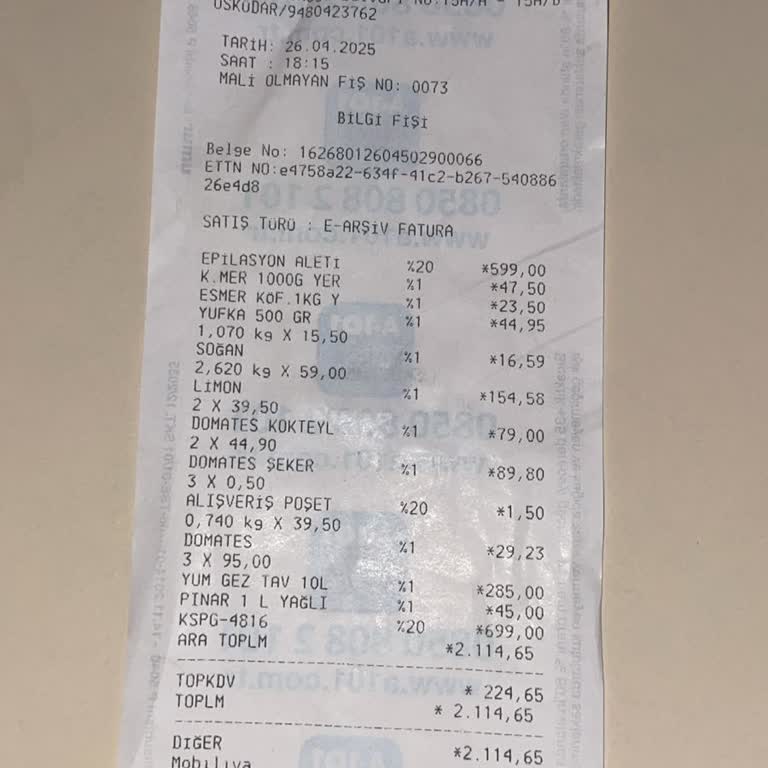 ÜSKÜDAR/9480423762
TARİH: 26.04.2025
SAAT : 18:15
MALİ OLMAYAN FİŞ NO: 0073
BİLGİ FİŞİ
Belge No: 16268012604502900066
ETTN NO:e4758a22-634f-41c2-b267-540886
26e4d8
SATIŞ TÜRÜ : E-ARŞİV FATURA
EPİLASYON ALETİ %20 *599,00
K.MER 1000G YER %1 *47,50
ESMER KÖF.1KG Y %1 *23,50
YUFKA 500 GR %1 *44,95
1,070 kg X 15,50
SOĞAN %1 *16,59
2,620 kg X 59,00
LİMON %1 *154,58
2 X 39,50
DOMATES KOKTEYL %1 *79,00
2 X 44,90
DOMATES ŞEKER %1 *89,80
3 X 0,50
ALIŞVERİŞ POŞET %20 *1,50
0,740 kg X 39,50
DOMATES %1 *29,23
3 X 95,00
YUM GEZ TAV 10L %1 *285,00
PINAR 1 L YAĞLI %1 *45,00
KSPG-4816 %20 *699,00
ARA TOPLM *2.114,65
TOPKDV * 224,65
TOPLM * 2.114,65
DİĞER *2.114,65
Mobiliva